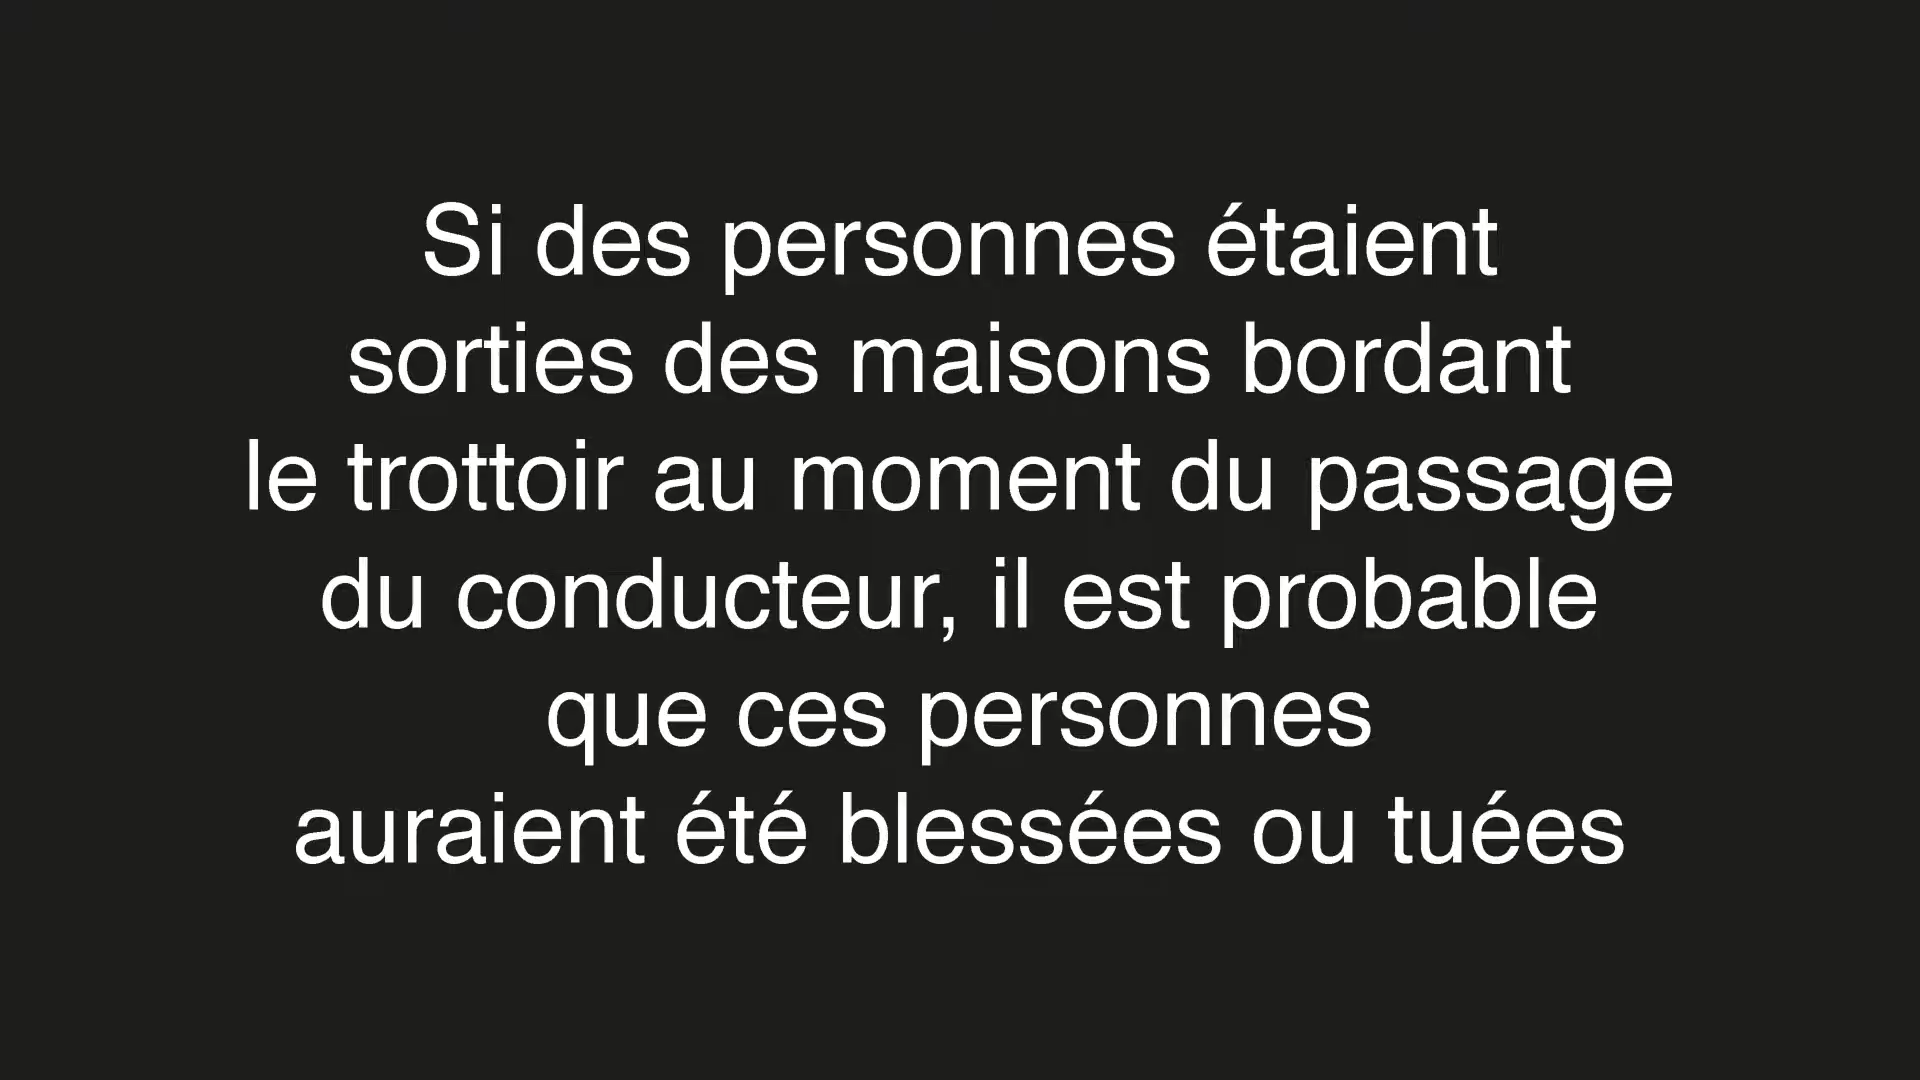 Si des personnes étaient
sorties des maisons bordant
le trottoir au moment du passage
du conducteur, il est probable
que ces personnes
auraient été blessées ou tuées